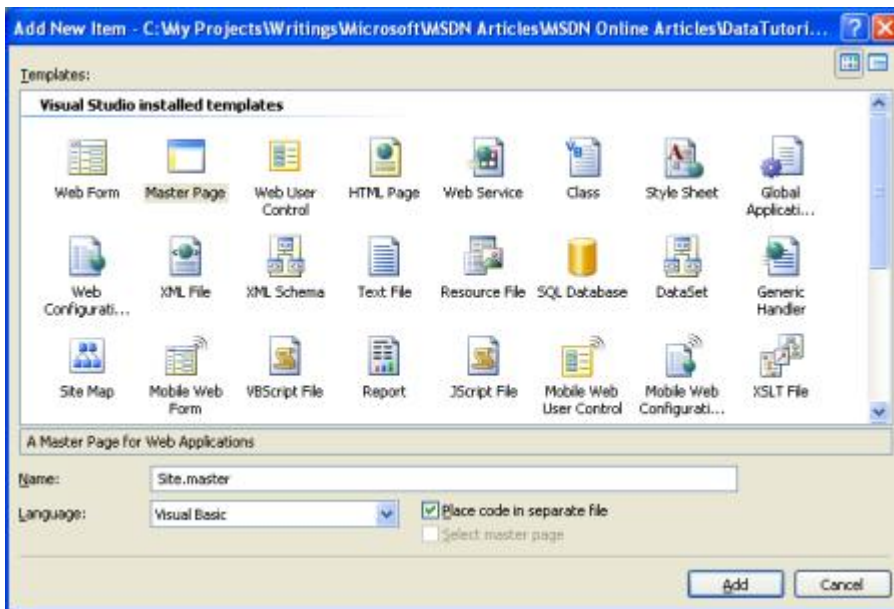 Add New Item - C:\My Projects\Writings\Microsoft\MSDN Articles\MSDN Online Articles\DataTutori...
Templates:
Visual Studio installed templates
Web Form
Master Page
Web User
Control
HTML Page
Web Service
Class
Style Sheet
Global
Applicati...
Web
Configurati...
XML File
XML Schema
Text File
Resource File
SQL Database
DataSet
Generic
Handler
Site Map
Mobile Web
Form
VBScript File
Report
JScript File
Mobile Web
User Control
Mobile Web
Configurati...
XSLT File
A Master Page for Web Applications
Name:
Site.master
Language:
Visual Basic
Place code in separate file
Select master page
Add
Cancel